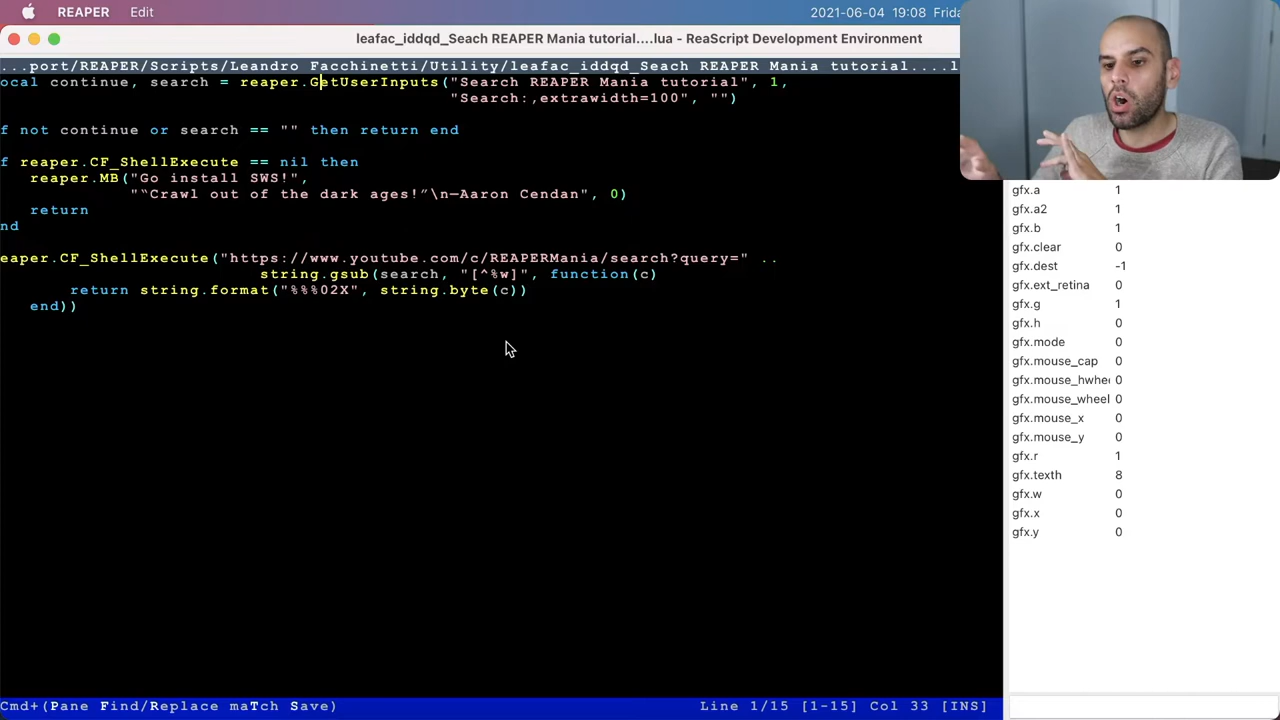 REAPER Edit 2021-06-04 19:08 Frida
leafac_iddqd_Seach REAPER Mania tutorial....lua - ReaScript Development Environment
...port/REAPER/Scripts/Leandro Facchinetti/Utility/leafac_iddqd_Seach REAPER Mania tutorial....l
ocal continue, search = reaper.GetUserInputs("Search REAPER Mania tutorial", 1,
"Search:,extrawidth=100", "")
f not continue or search == "" then return end
f reaper.CF_ShellExecute == nil then
reaper.MB("Go install SWS!",
"“Crawl out of the dark ages!”\n—Aaron Cendan", 0)
return
nd
eaper.CF_ShellExecute("https://www.youtube.com/c/REAPERMania/search?query=" ..
string.gsub(search, "[^%w]", function(c)
return string.format("%%%02X", string.byte(c))
end))
gfx.a 1
gfx.a2 1
gfx.b 1
gfx.clear 0
gfx.dest -1
gfx.ext_retina 0
gfx.g 1
gfx.h 0
gfx.mode 0
gfx.mouse_cap 0
gfx.mouse_hwhee 0
gfx.mouse_wheel 0
gfx.mouse_x 0
gfx.mouse_y 0
gfx.r 1
gfx.texth 8
gfx.w 0
gfx.x 0
gfx.y 0
Cmd+(Pane Find/Replace maTch Save) Line 1/15 [1-15] Col 33 [INS]